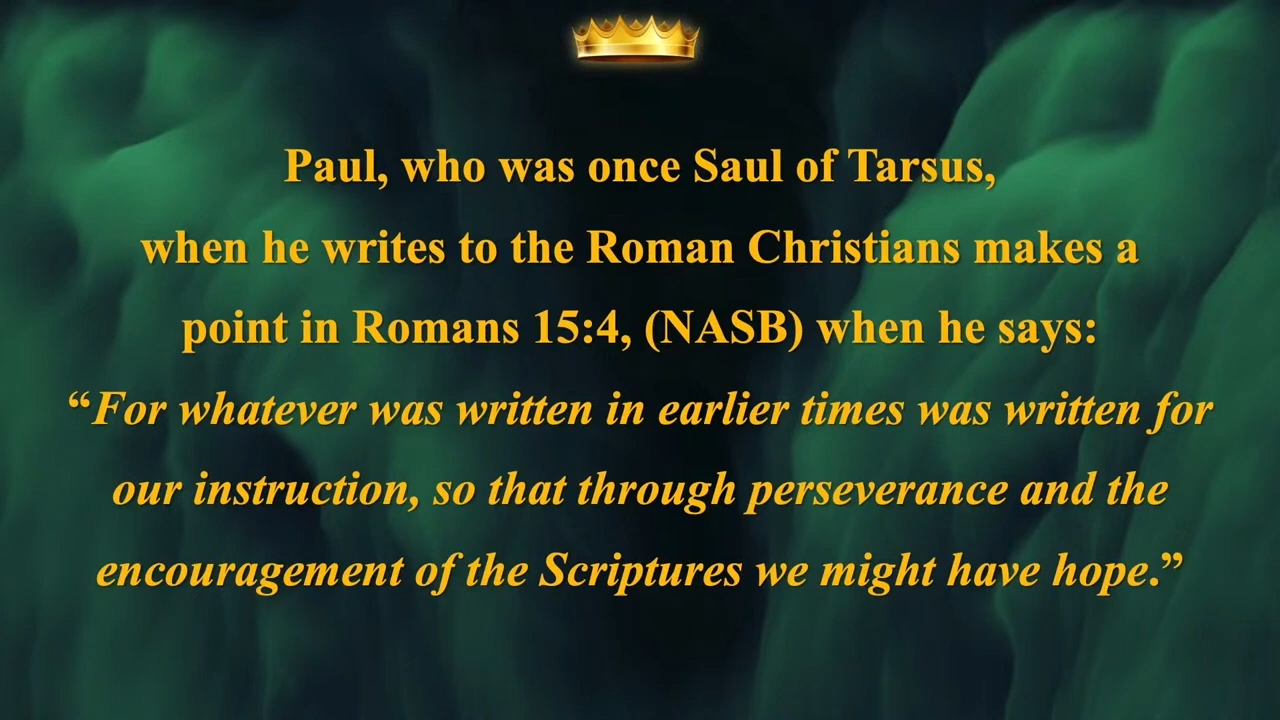 Paul, who was once Saul of Tarsus,
when he writes to the Roman Christians makes a
point in Romans 15:4, (NASB) when he says:
“For whatever was written in earlier times was written for
our instruction, so that through perseverance and the
encouragement of the Scriptures we might have hope.”